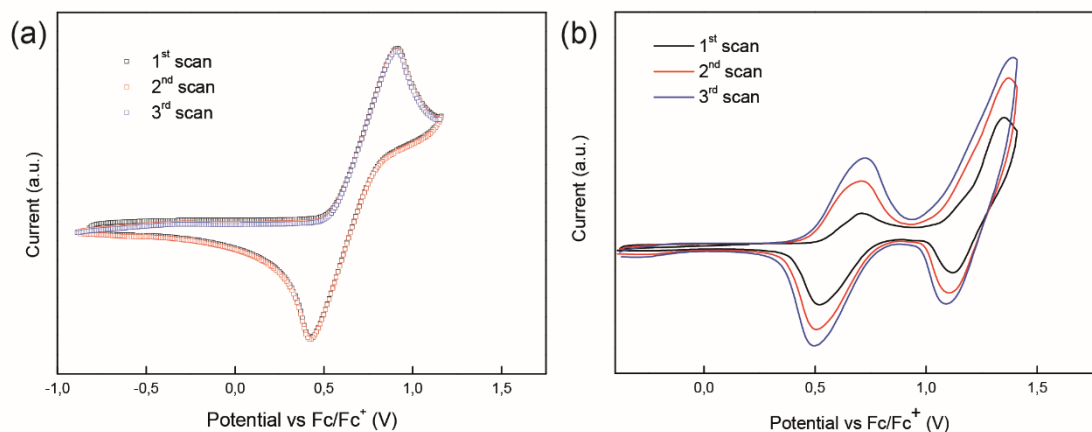 (a)
1st scan
2nd scan
3rd scan
Current (a.u.)
-1,0 -0,5 0,0 0,5 1,0 1,5
Potential vs Fc/Fc+ (V)
(b)
1st scan
2nd scan
3rd scan
Current (a.u.)
0,0 0,5 1,0 1,5
Potential vs Fc/Fc+ (V)